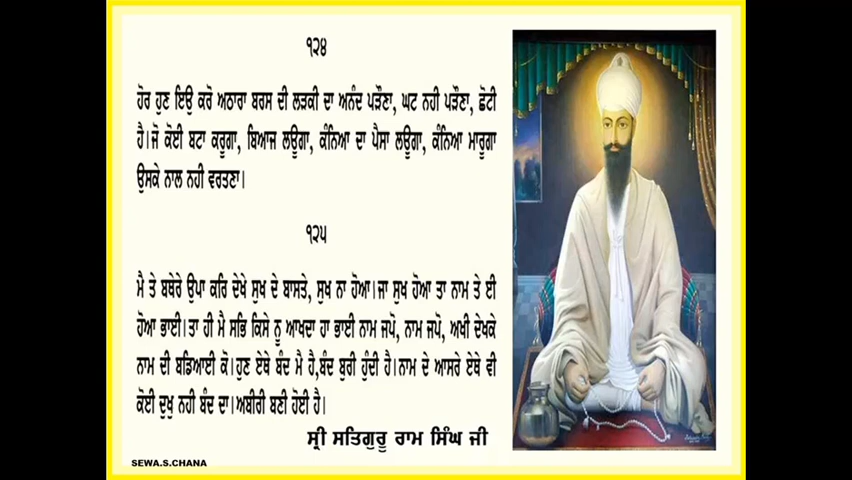 ੧੨੪
ਹੋਰ ਹੁਣ ਇਉ ਕਰੋ ਅਠਾਰਾ ਬਰਸ ਦੀ ਲੜਕੀ ਦਾ ਅਨੰਦ ਪੜੌਣਾ, ਘਟ ਨਹੀ ਪੜੌਣਾ, ਛੋਟੀ
ਹੈ।ਜੋ ਕੋਈ ਬਟਾ ਕਰੂਗਾ, ਬਿਆਜ ਲਊਗਾ, ਕੰਨਿਆ ਦਾ ਪੈਸਾ ਲਊਗਾ, ਕੰਨਿਆ ਮਾਰੂਗਾ
ਉਸਕੇ ਨਾਲ ਨਹੀ ਵਰਤਣਾ।
੧੨੫
ਮੈ ਤੇ ਬਥੇਰੇ ਉਪਾ ਕਰਿ ਦੇਖੇ ਸੁਖ ਦੇ ਬਾਸਤੇ, ਸੁਖ ਨਾ ਹੋਆ।ਜਾ ਸੁਖ ਹੋਆ ਤਾ ਨਾਮ ਤੇ ਈ
ਹੋਆ ਭਾਈ।ਤਾ ਹੀ ਮੈ ਸਭਿ ਕਿਸੇ ਨੂ ਆਖਦਾ ਹਾ ਭਾਈ ਨਾਮ ਜਪੋ, ਨਾਮ ਜਪੋ, ਅਖੀ ਦੇਖਕੇ
ਨਾਮ ਦੀ ਬਡਿਆਈ ਕੋ।ਹੁਣ ਏਥੇ ਬੰਦ ਮੈ ਹੈ,ਬੰਦ ਬੁਰੀ ਹੁੰਦੀ ਹੈ।ਨਾਮ ਦੇ ਆਸਰੇ ਏਥੇ ਵੀ
ਕੋਈ ਦੁਖੁ ਨਹੀ ਬੰਦ ਦਾ।ਅਬੀਰੀ ਬਣੀ ਹੋਈ ਹੈ।
ਸ੍ਰੀ ਸਤਿਗੁਰੂ ਰਾਮ ਸਿੰਘ ਜੀ
SEWA.S.CHANA